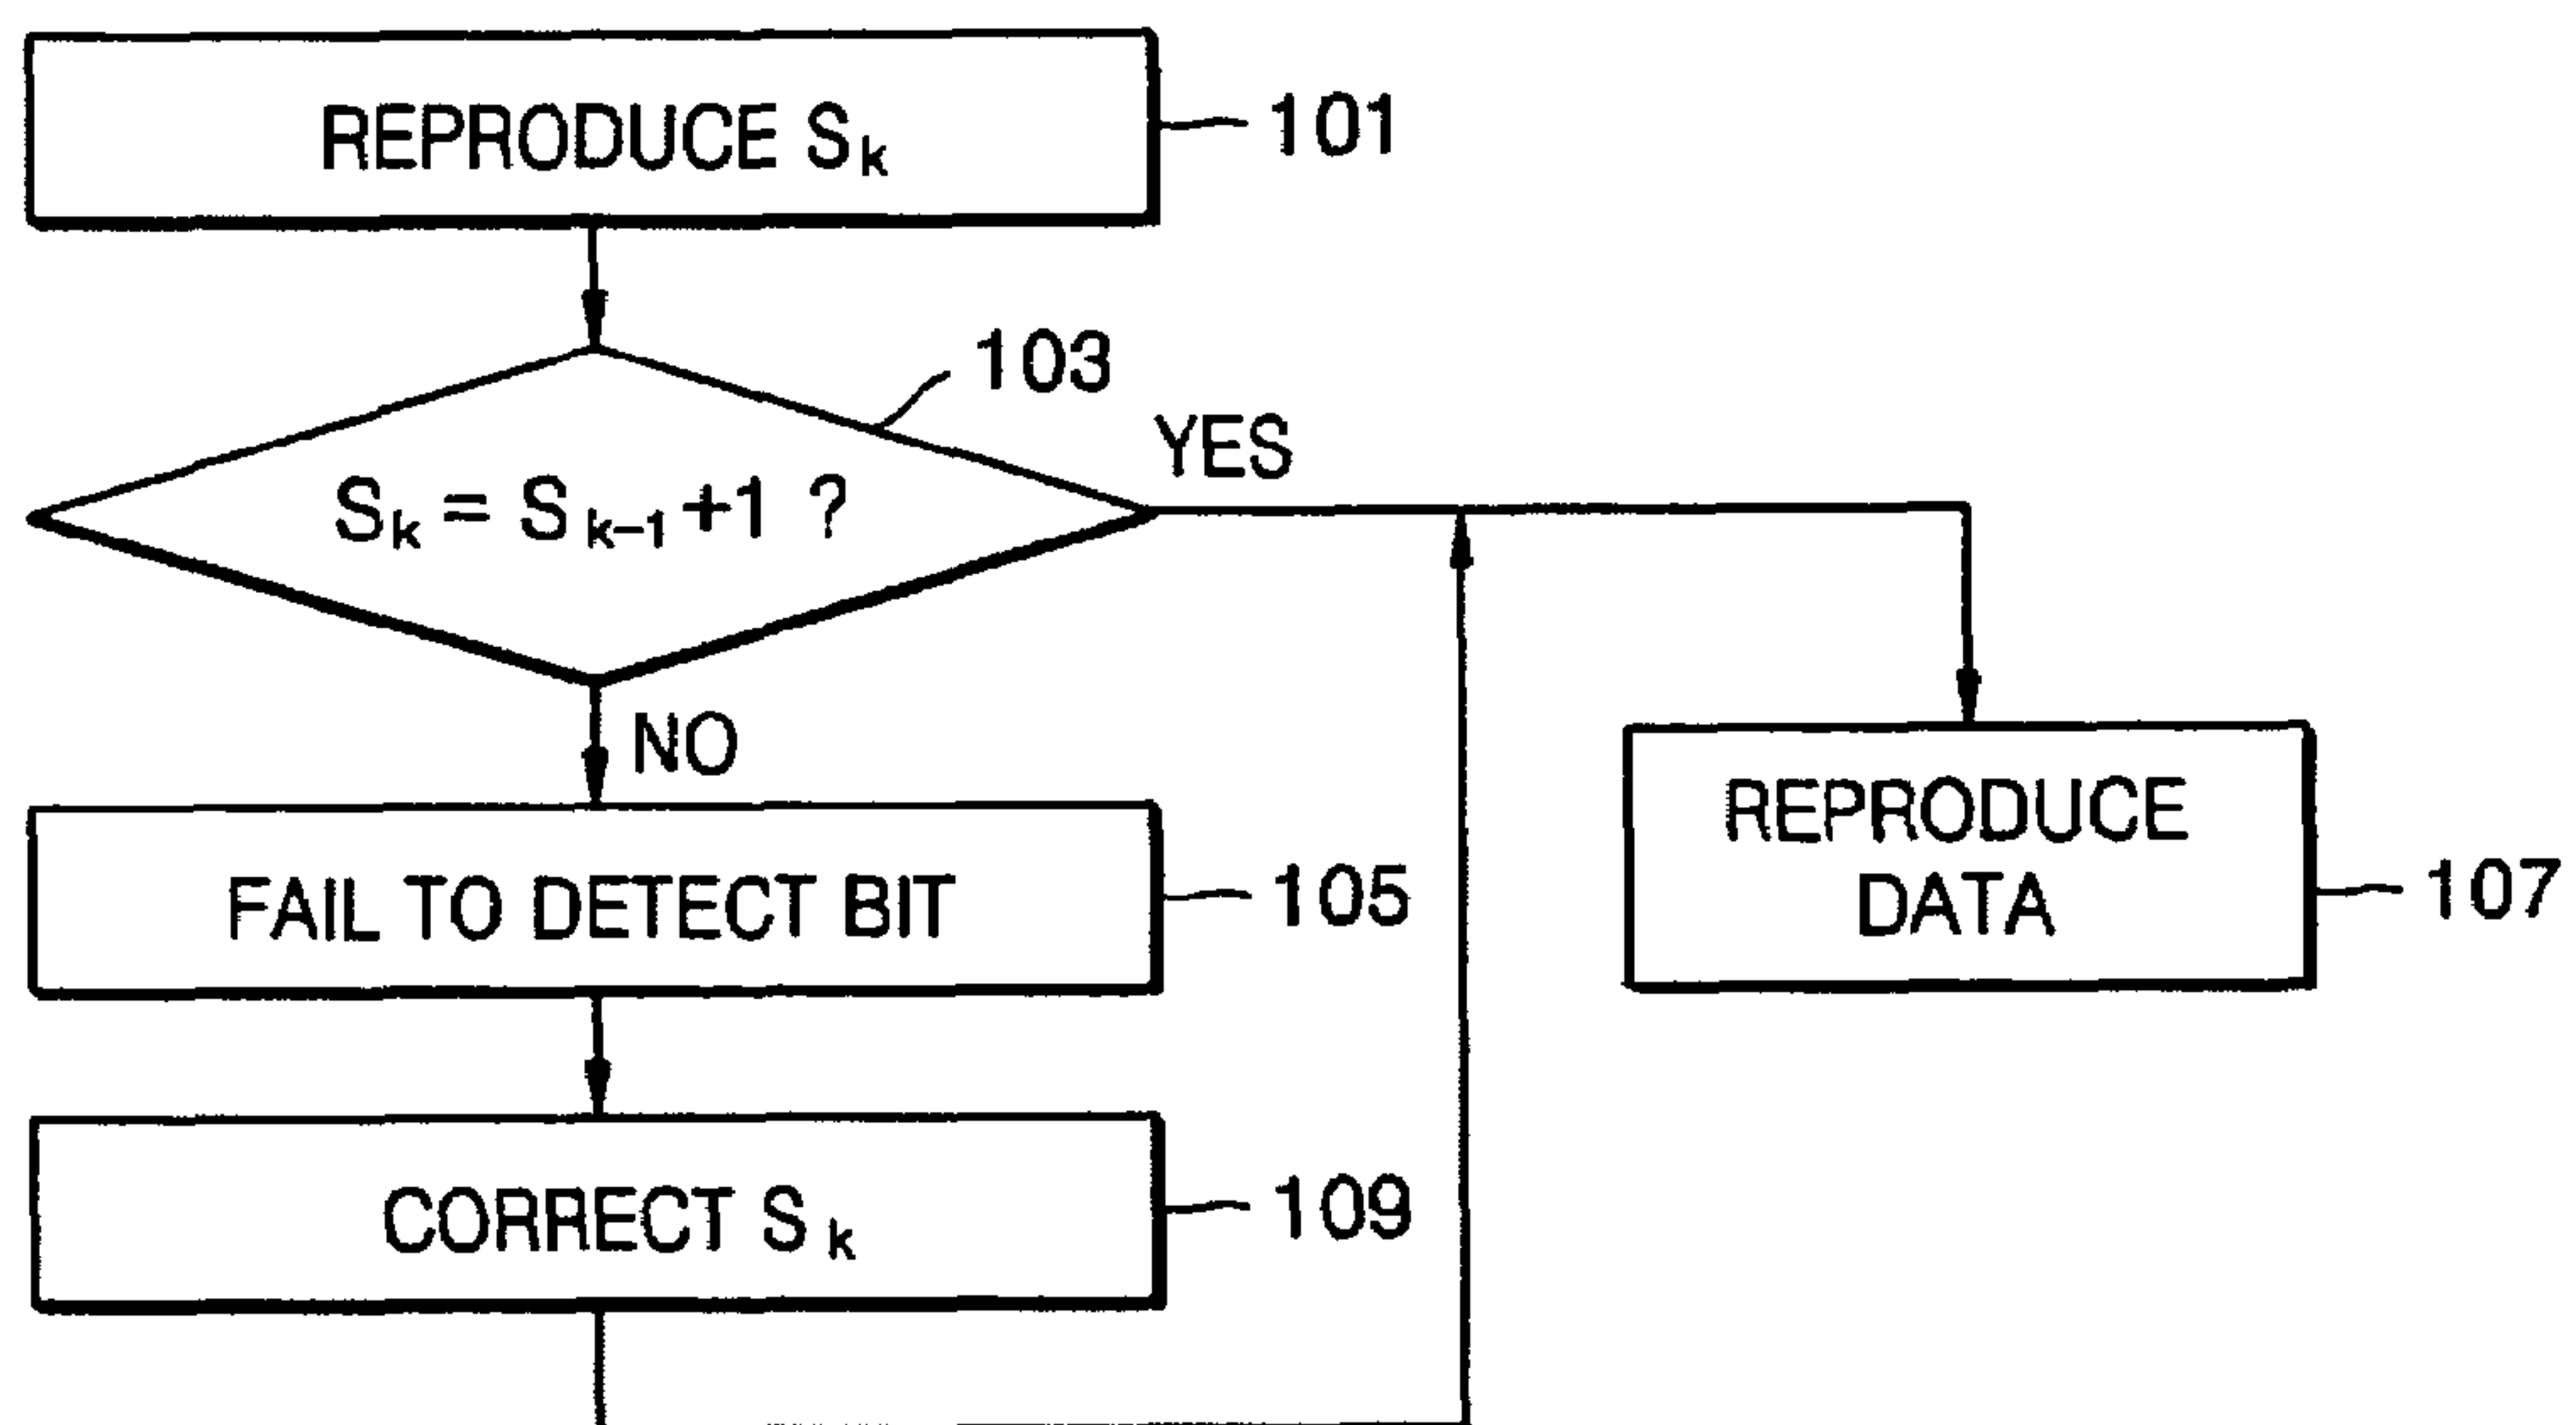 REPRODUCE Sk
101
103
YES
Sk = Sk-1 +1 ?
NO
FAIL TO DETECT BIT
105
REPRODUCE
DATA
107
CORRECT Sk
109